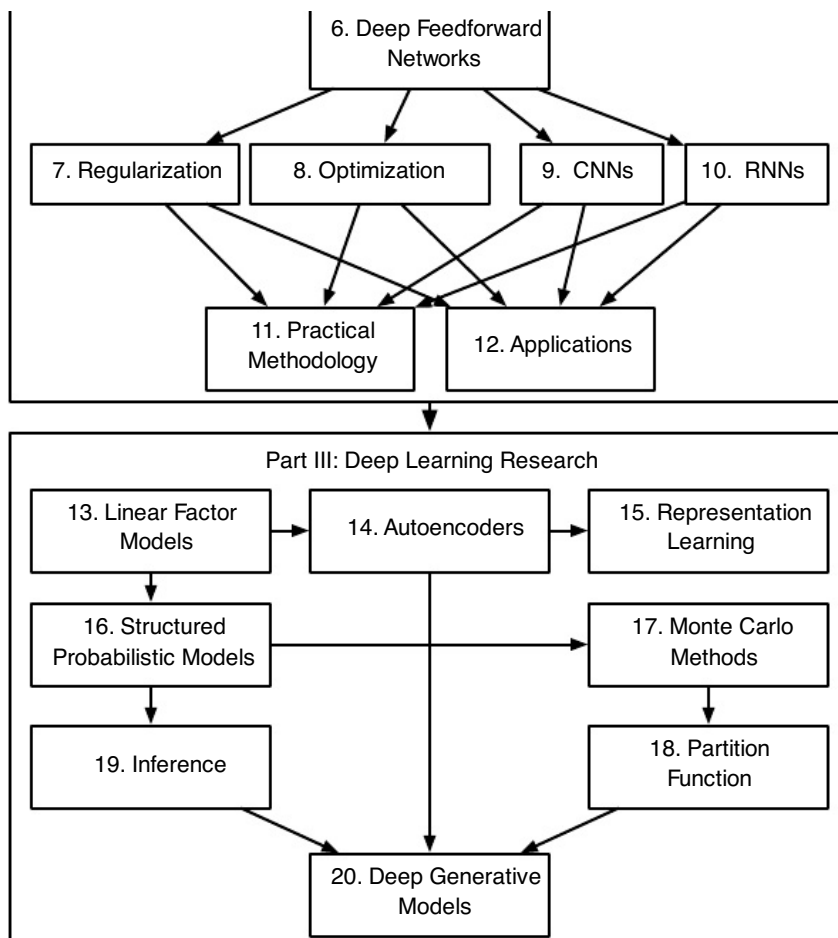 6. Deep Feedforward
Networks
7. Regularization
8. Optimization
9. CNNs
10. RNNs
11. Practical
Methodology
12. Applications
Part III: Deep Learning Research
13. Linear Factor
Models
14. Autoencoders
15. Representation
Learning
16. Structured
Probabilistic Models
17. Monte Carlo
Methods
19. Inference
18. Partition
Function
20. Deep Generative
Models